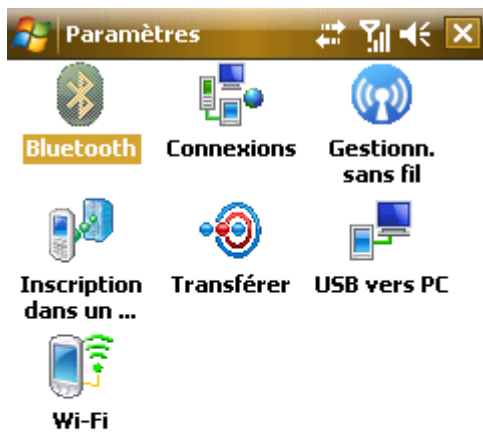 Paramètres
Bluetooth
Connexions
Gestionn.
sans fil
Inscription
dans un ...
Transférer
USB vers PC
Wi-Fi